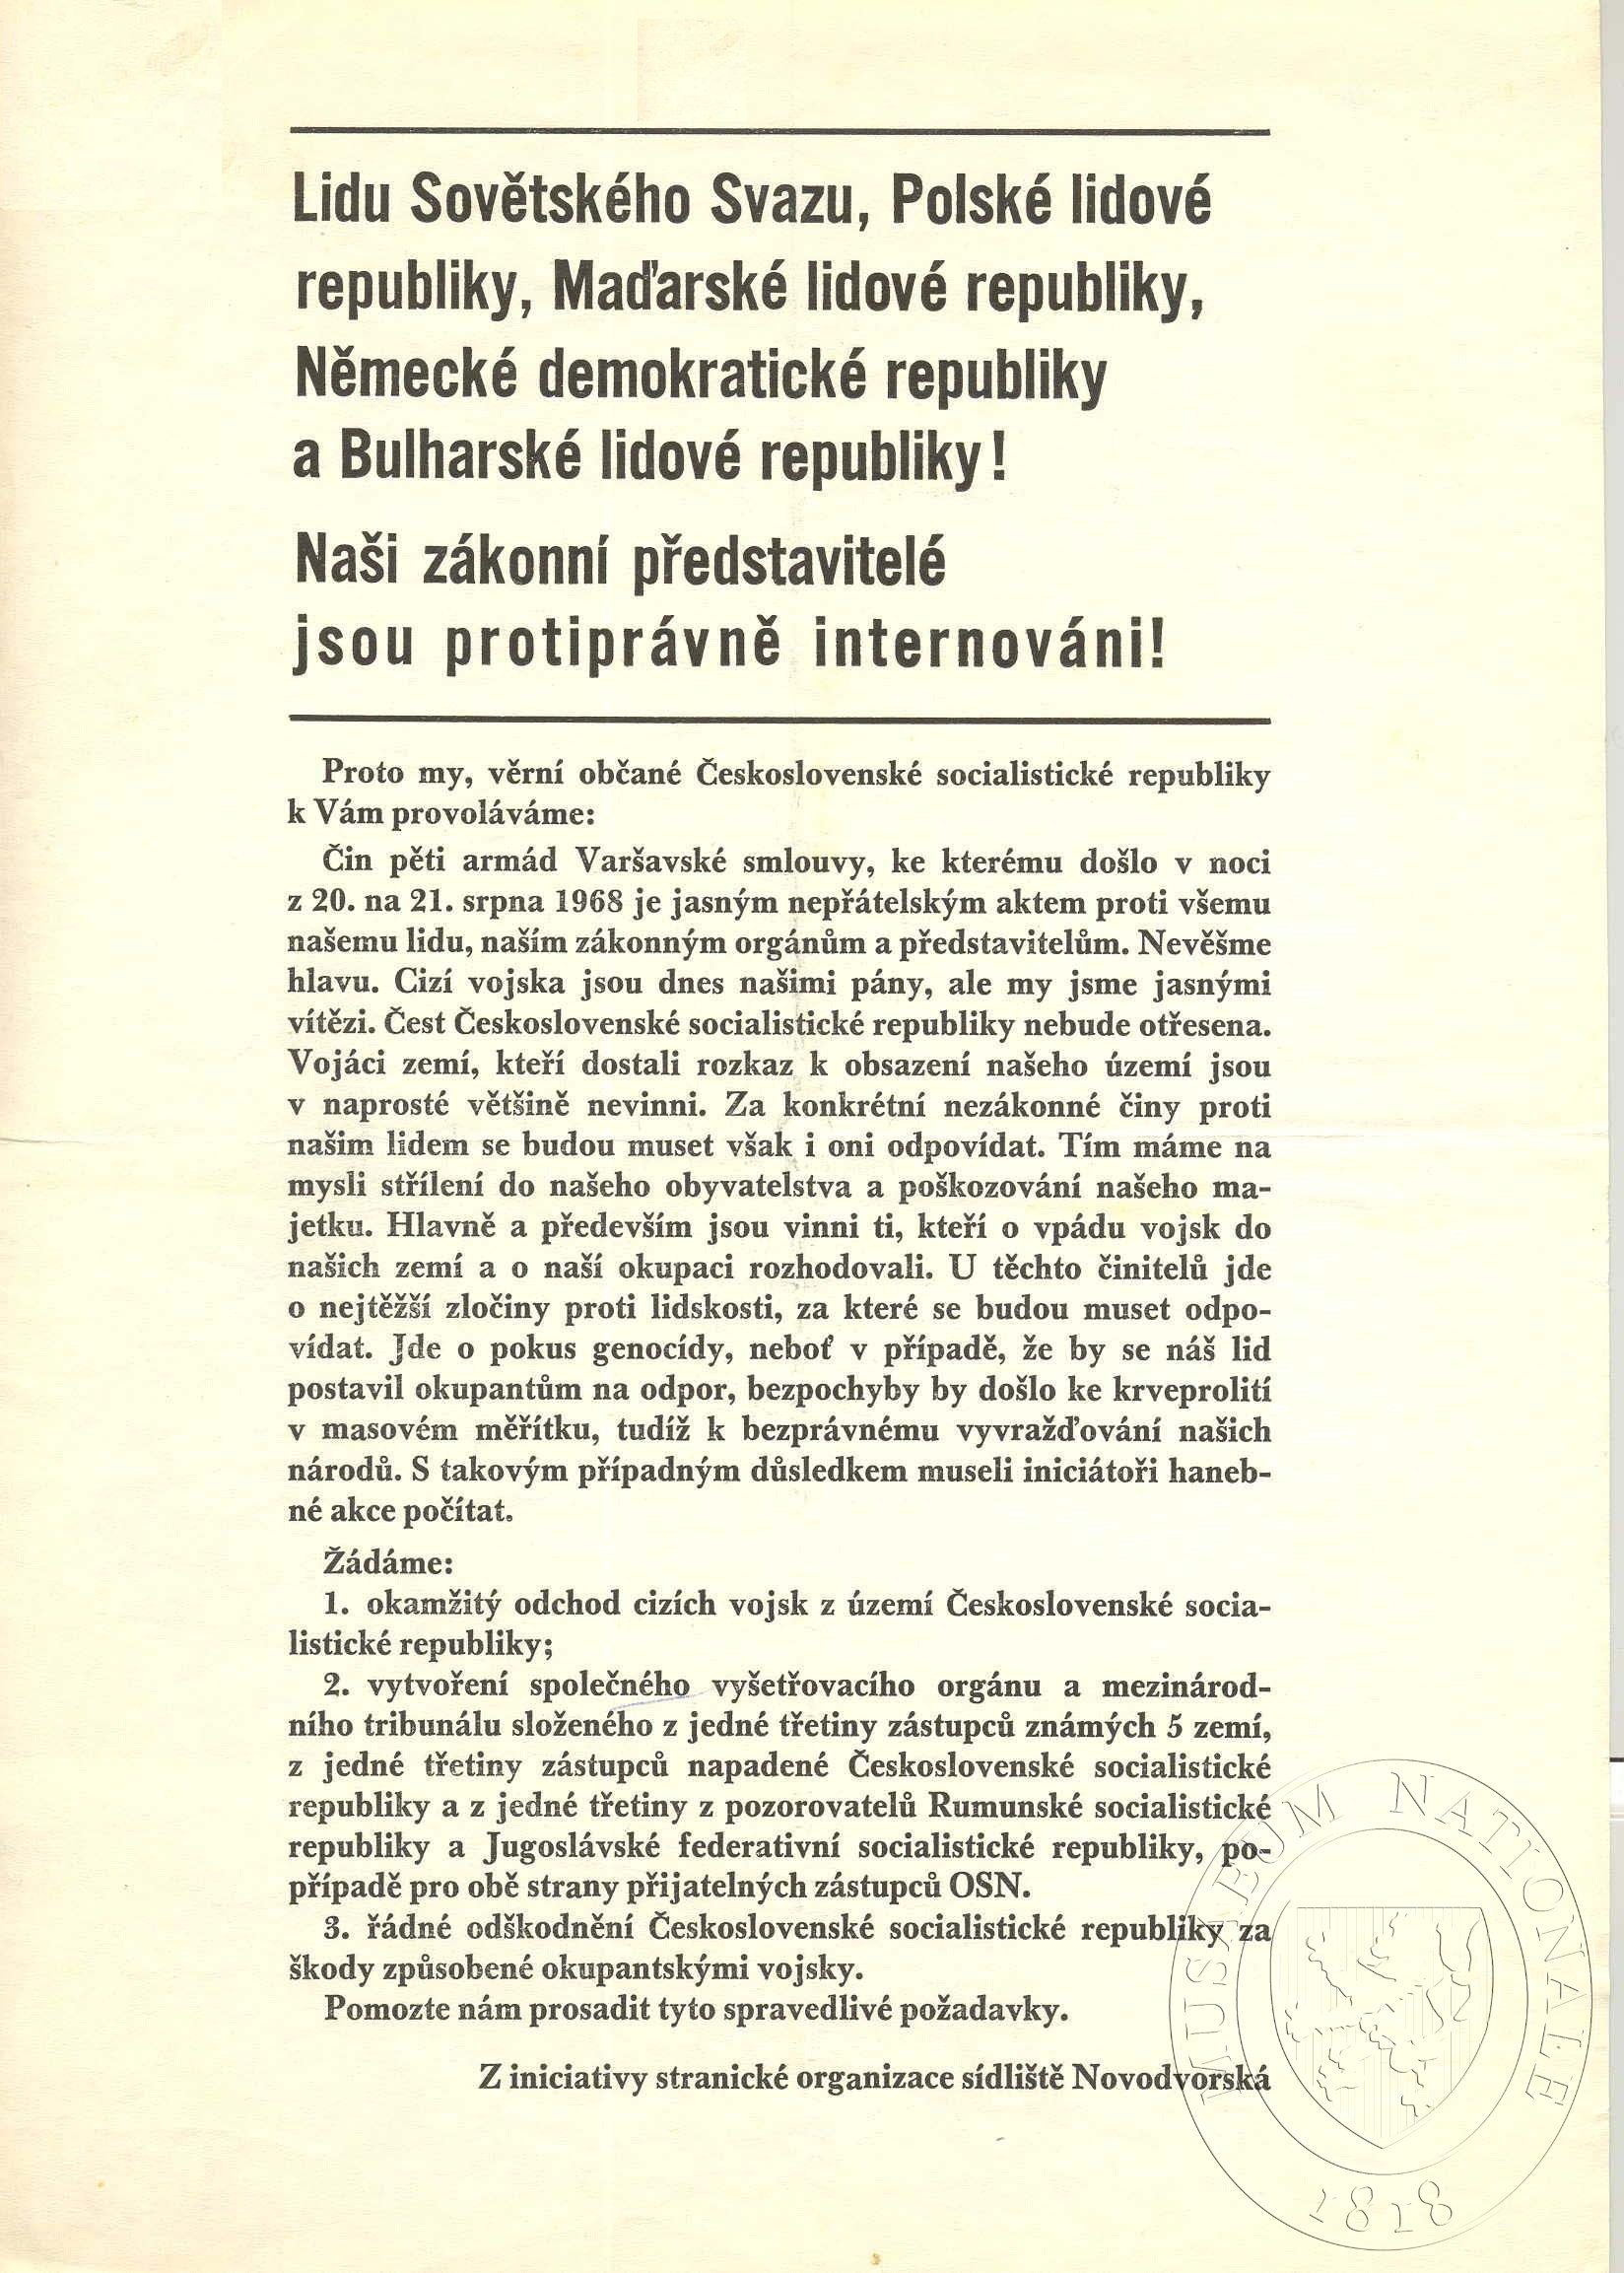 Lidu Sovětského Svazu, Polské lidové
republiky, Maďarské lidové republiky,
Německé demokratické republiky
a Bulharské lidové republiky!
Naši zákonní představitelé
jsou protiprávně internováni!
Proto my, věrní občané Československé socialistické republiky
k Vám provoláváme:
Čin pěti armád Varšavské smlouvy, ke kterému došlo v noci
z 20. na 21. srpna 1968 je jasným nepřátelským aktem proti všemu
našemu lidu, naším zákonným orgánům a představitelům. Nevěšme
hlavu. Cizí vojska jsou dnes našimi pány, ale my jsme jasnými
vítězi. Čest Československé socialistické republiky nebude otřesena.
Vojáci zemí, kteří dostali rozkaz k obsazení našeho území jsou
v naprosté většině nevinni. Za konkrétní nezákonné činy proti
našim lidem se budou muset však i oni odpovídat. Tím máme na
mysli střílení do našeho obyvatelstva a poškozování našeho ma-
jetku. Hlavně a především jsou vinni ti, kteří o vpádu vojsk do
našich zemí a o naší okupaci rozhodovali. U těchto činitelů jde
o nejtěžší zločiny proti lidskosti, za které se budou muset odpo-
vídat. Jde o pokus genocídy, neboť v případě, že by se náš lid
postavil okupantům na odpor, bezpochyby by došlo ke krveprolití
v masovém měřítku, tudíž k bezprávnému vyvražďování našich
národů. S takovým případným důsledkem museli iniciátoři haneb-
né akce počítat.
Žádáme:
1. okamžitý odchod cizích vojsk z území Československé socia-
listické republiky;
2. vytvoření společného vyšetřovacího orgánu a mezinárod-
ního tribunálu složeného z jedné třetiny zástupců známých 5 zemí,
z jedné třetiny zástupců napadené Československé socialistické
republiky a z jedné třetiny z pozorovatelů Rumunské socialistické
republiky a Jugoslávské federativní socialistické republiky, po-
případě pro obě strany přijatelných zástupců OSN.
3. řádné odškodnění Československé socialistické republiky za
škody způsobené okupantskými vojsky.
Pomozte nám prosadit tyto spravedlivé požadavky.
Z iniciativy stranické organizace sídliště Novodvorská
MUSAEUM NATIONALE
1818